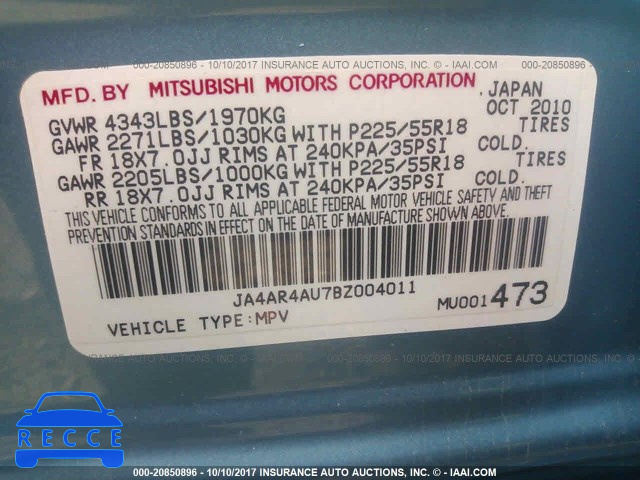 000-20850896 - 10/10/2017 INSURANCE AUTO AUCTIONS, INC. - © IAAI.COM
MFD. BY MITSUBISHI MOTORS CORPORATION, JAPAN
GVWR 4343LBS/1970KG OCT 2010
GAWR 2271LBS/1030KG WITH P225/55R18 TIRES
FR 18X7.0JJ RIMS AT 240KPA/35PSI COLD.
GAWR 2205LBS/1000KG WITH P225/55R18 TIRES
RR 18X7.0JJ RIMS AT 240KPA/35PSI COLD.
THIS VEHICLE CONFORMS TO ALL APPLICABLE FEDERAL MOTOR VEHICLE SAFETY AND THEFT
PREVENTION STANDARDS IN EFFECT ON THE DATE OF MANUFACTURE SHOWN ABOVE.
JA4AR4AU7BZ004011
VEHICLE TYPE:MPV MU001473
RECCE
000-20850896 - 10/10/2017 INSURANCE AUTO AUCTIONS, INC. - © IAAI.COM